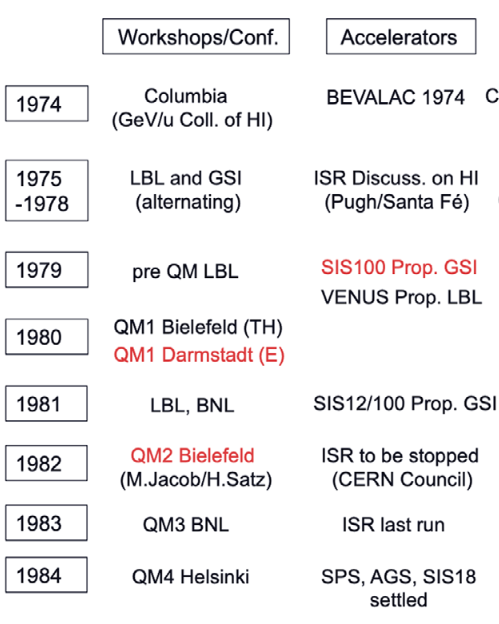 Workshops/Conf. Accelerators
1974 Columbia BEVALAC 1974 C
(GeV/u Coll. of HI)
1975 LBL and GSI ISR Discuss. on HI
-1978 (alternating) (Pugh/Santa Fé)
1979 pre QM LBL SIS100 Prop. GSI
VENUS Prop. LBL
1980 QM1 Bielefeld (TH)
QM1 Darmstadt (E)
1981 LBL, BNL SIS12/100 Prop. GSI
1982 QM2 Bielefeld ISR to be stopped
(M.Jacob/H.Satz) (CERN Council)
1983 QM3 BNL ISR last run
1984 QM4 Helsinki SPS, AGS, SIS18
settled